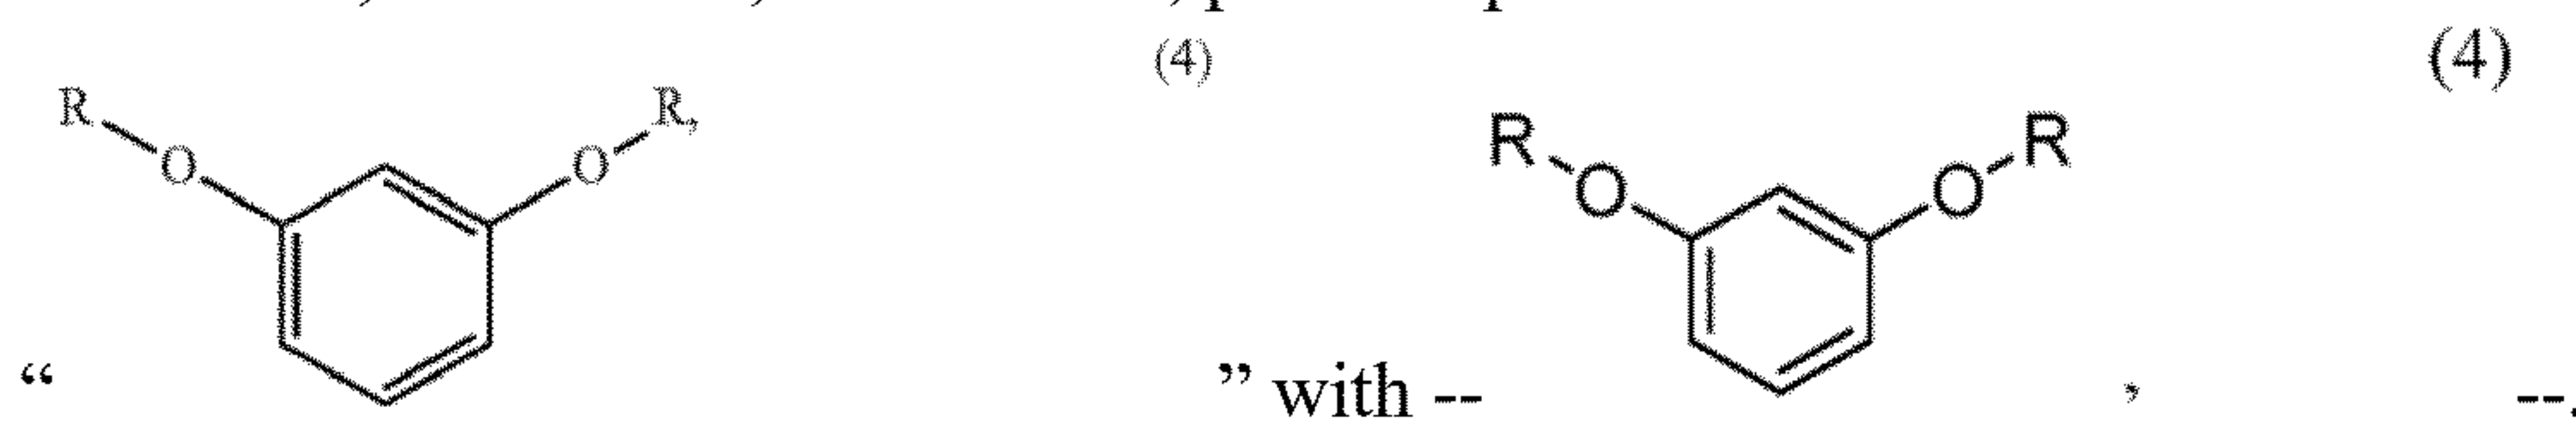 (4) (4)
R R, R R
O O O O
“ ” with -- , --.